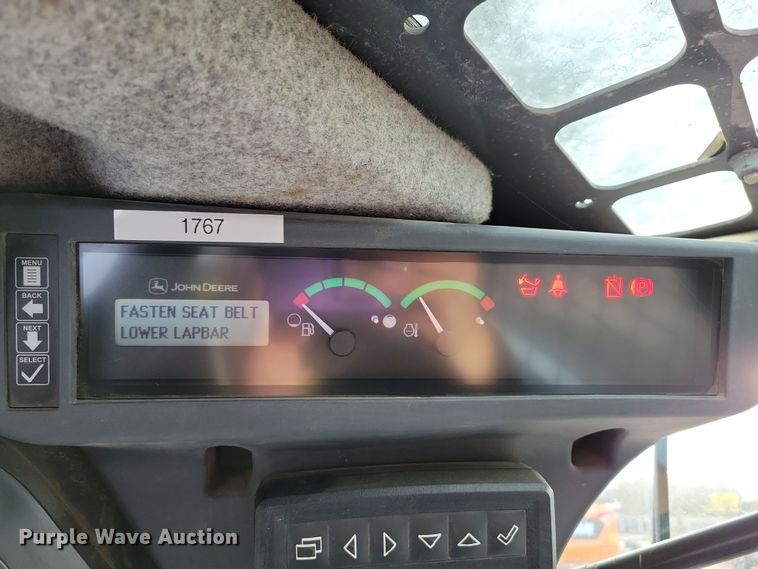 1767
MENU
BACK
NEXT
SELECT
JOHN DEERE
FASTEN SEAT BELT
LOWER LAPBAR
P
Purple Wave Auction®